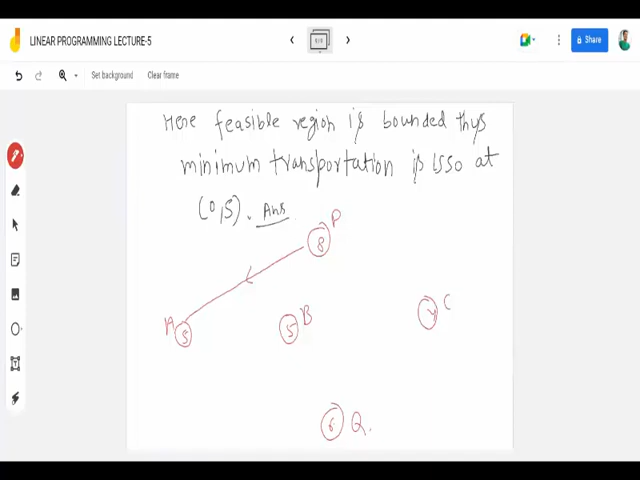 LINEAR PROGRAMMING LECTURE-5
Share
Set background
Clear frame
Here feasible region is bounded thus
minimum transportation is 1550 at
(0,5). Ans
P
8
A
5
5
B
C
6
Q.